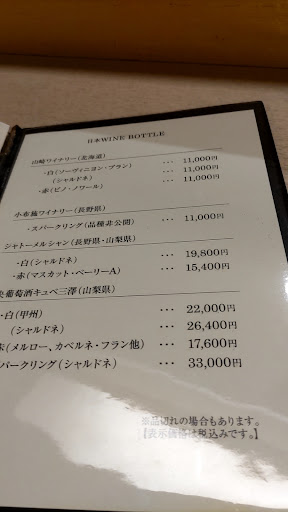 日本WINE BOTTLE
山崎ワイナリー(北海道)
・白(ソーヴィニヨン・ブラン) ··· 11,000円
(シャルドネ) ··· 11,000円
・赤(ピノ・ノワール) ··· 11,000円
小布施ワイナリー(長野県)
・スパークリング(品種非公開) ··· 11,000円
シャトーメルシャン(長野県・山梨県)
・白(シャルドネ) ··· 19,800円
・赤(マスカット・ベーリーA) ··· 15,400円
央葡萄酒キュベ三澤(山梨県)
・白(甲州) ··· 22,000円
(シャルドネ) ··· 26,400円
赤(メルロー、カベルネ・フラン他) ··· 17,600円
パークリング(シャルドネ) ··· 33,000円
※品切れの場合もあります。
【表示価格は税込みです。】